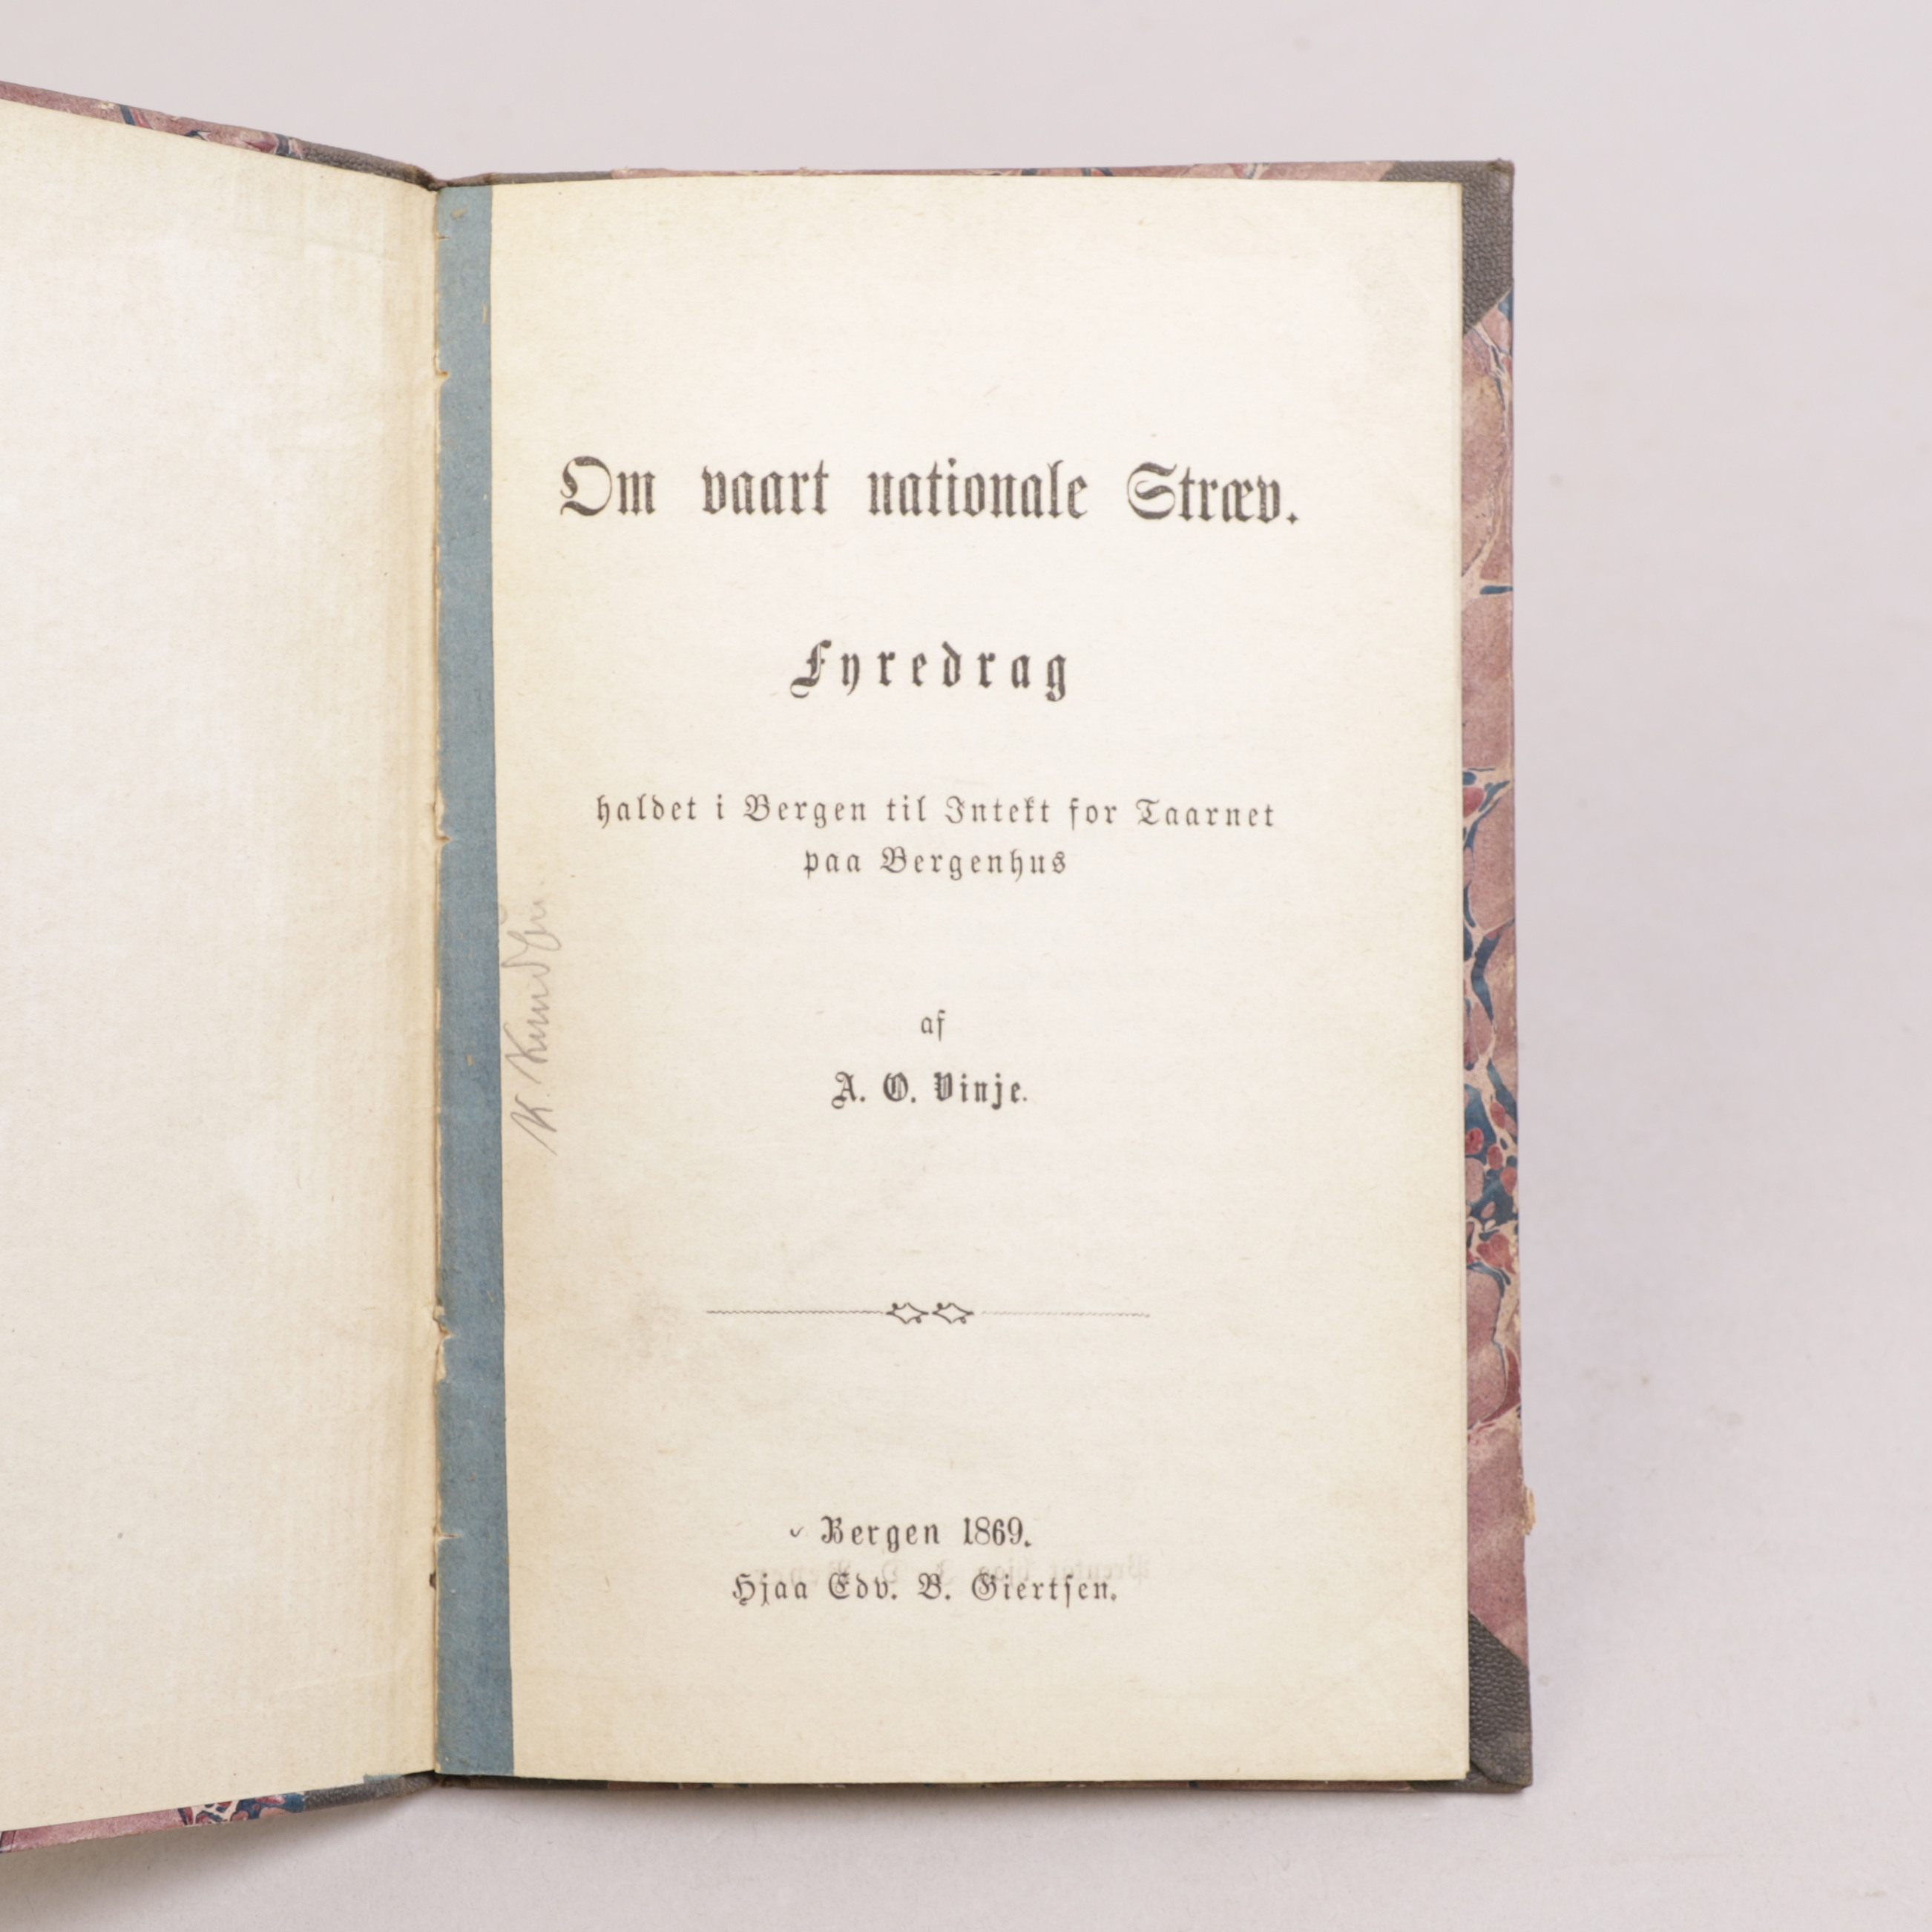 Om vaart nationale Stræv.
Fyredrag
haldet i Bergen til Intekt for Taarnet
paa Bergenhus
af
A. O. Vinje.
Bergen 1869.
Hjaa Edv. B. Giertsen.